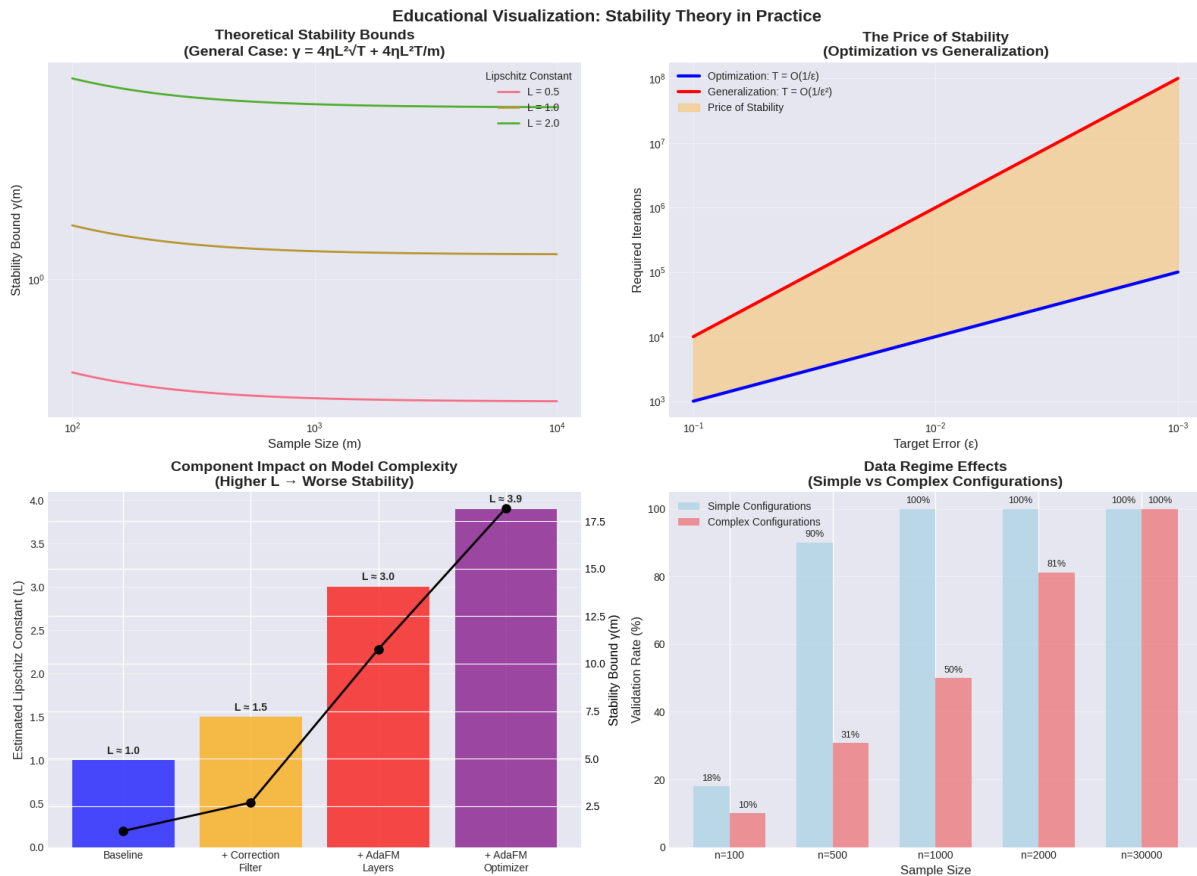 Educational Visualization: Stability Theory in Practice
Theoretical Stability Bounds
(General Case: γ = 4ηL²√T + 4ηL²T/m)
Stability Bound γ(m)
10⁰
Lipschitz Constant
L = 0.5
L = 1.0
L = 2.0
10² 10³ 10⁴
Sample Size (m)
The Price of Stability
(Optimization vs Generalization)
Required Iterations
10⁸
10⁷
10⁶
10⁵
10⁴
10³
Optimization: T = O(1/ε)
Generalization: T = O(1/ε²)
Price of Stability
10⁻¹ 10⁻² 10⁻³
Target Error (ε)
Component Impact on Model Complexity
(Higher L → Worse Stability)
Estimated Lipschitz Constant (L)
4.0
3.5
3.0
2.5
2.0
1.5
1.0
0.5
0.0
L ≈ 1.0
L ≈ 1.5
L ≈ 3.0
L ≈ 3.9
17.5
15.0
12.5
10.0
7.5
5.0
2.5
Stability Bound γ(m)
Baseline
+ Correction
Filter
+ AdaFM
Layers
+ AdaFM
Optimizer
Data Regime Effects
(Simple vs Complex Configurations)
Validation Rate (%)
100
80
60
40
20
0
Simple Configurations
Complex Configurations
18%
10%
90%
31%
100%
50%
100%
81%
100%
100%
n=100 n=500 n=1000 n=2000 n=30000
Sample Size